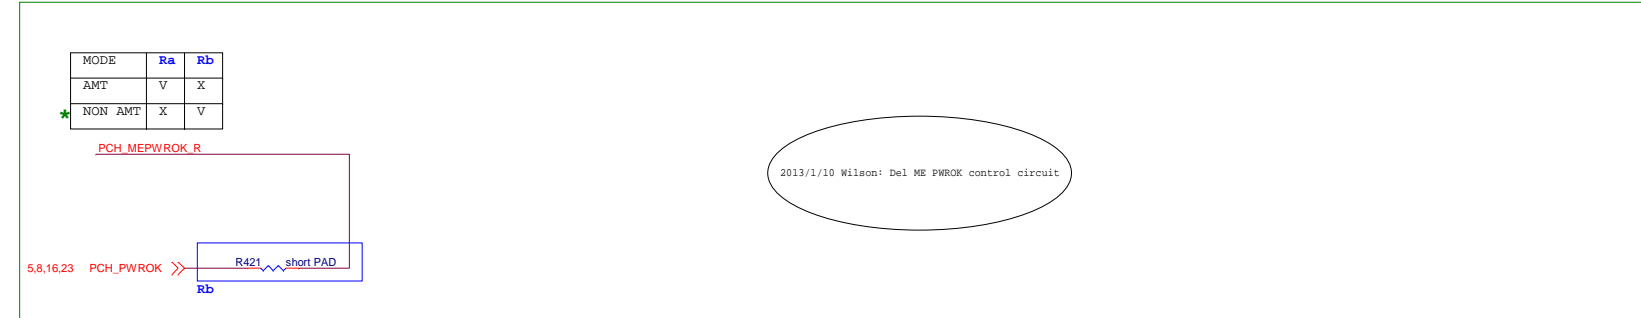 MODE Ra Rb
AMT V X
* NON AMT X V
PCH_MEPWROK_R
2013/1/10 Wilson: Del ME PWROK control circuit
5,8,16,23 PCH_PWROK R421 short PAD
Rb